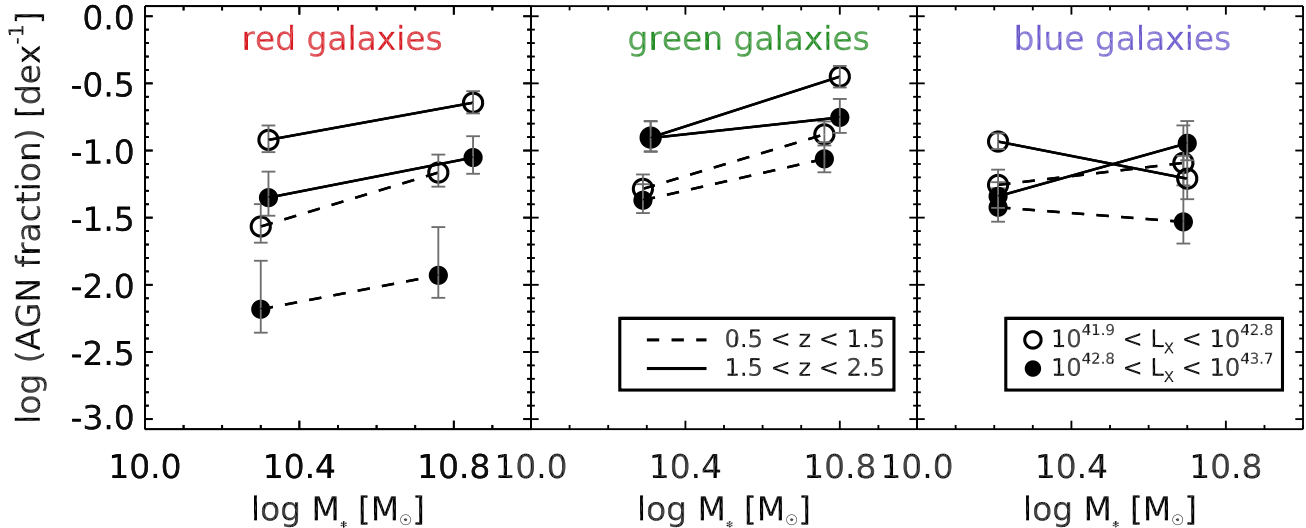 red galaxies
green galaxies
blue galaxies
log (AGN fraction) [dex⁻¹]
0.0
-0.5
-1.0
-1.5
-2.0
-2.5
-3.0
0.5 < z < 1.5
1.5 < z < 2.5
10^41.9 < L_X < 10^42.8
10^42.8 < L_X < 10^43.7
10.0 10.4 10.8 10.0 10.4 10.8 10.0 10.4 10.8
log M_* [M_⊙] log M_* [M_⊙] log M_* [M_⊙]